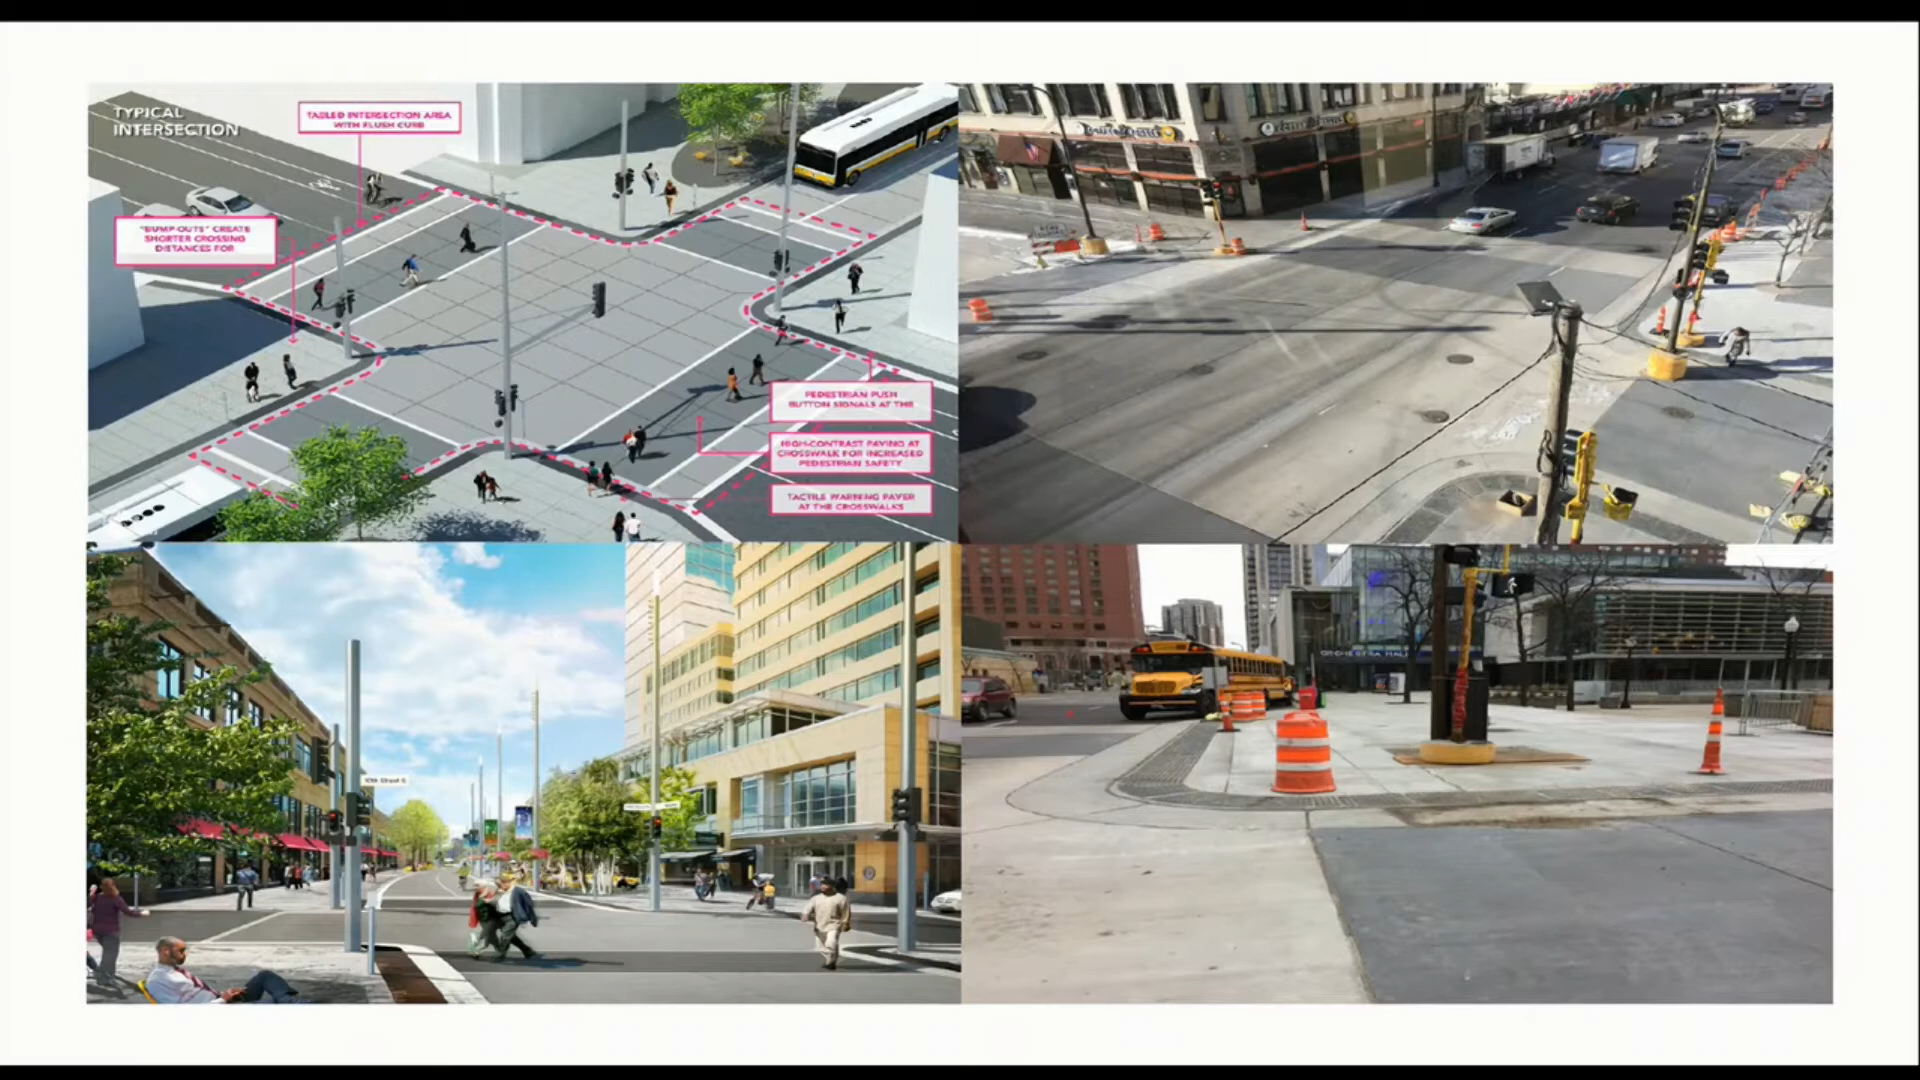 TYPICAL
INTERSECTION
TABLED INTERSECTION AREA
WITH FLUSH CURB
"BUMP-OUTS" CREATE
SHORTER CROSSING
DISTANCES FOR
PEDESTRIAN PUSH
BUTTON SIGNALS AT THE
HIGH-CONTRAST PAVING AT
CROSSWALK FOR INCREASED
PEDESTRIAN SAFETY
TACTILE WARNING PAVER
AT THE CROSSWALKS
10th Street S
ORCHESTRA HALL